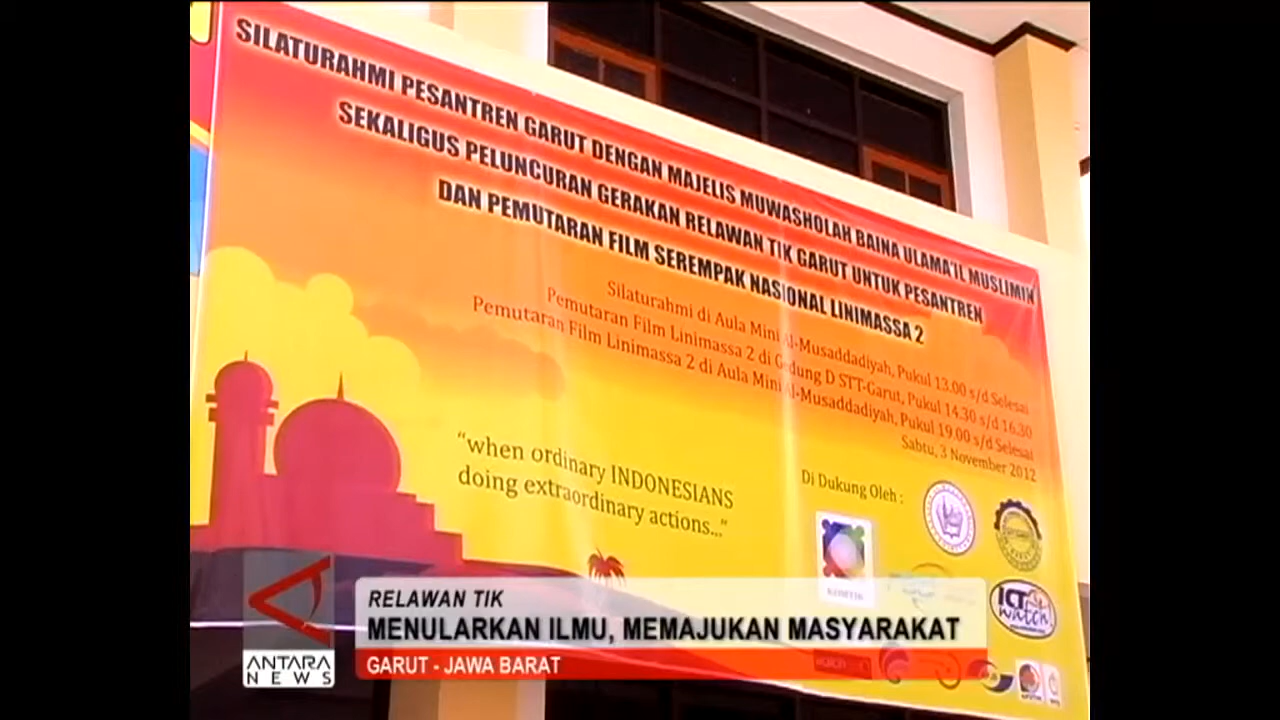 SILATURAHMI PESANTREN GARUT DENGAN MAJELIS MUWASHOLAH BAINA ULAMA'IL MUSLIMIN
SEKALIGUS PELUNCURAN GERAKAN RELAWAN TIK GARUT UNTUK PESANTREN
DAN PEMUTARAN FILM SEREMPAK NASIONAL LINIMASSA 2
Silaturahmi di Aula Mini Al-Musaddadiyah, Pukul 13.00 s/d Selesai
Pemutaran Film Linimassa 2 di Gedung D STT-Garut, Pukul 14.30 s/d 16.30
Pemutaran Film Linimassa 2 di Aula Mini Al-Musaddadiyah, Pukul 19.00 s/d Selesai
Sabtu, 3 November 2012
"when ordinary INDONESIANS
doing extraordinary actions..."
Di Dukung Oleh :
ICT
watch
RELAWAN TIK
MENULARKAN ILMU, MEMAJUKAN MASYARAKAT
GARUT - JAWA BARAT
ANTARA
NEWS